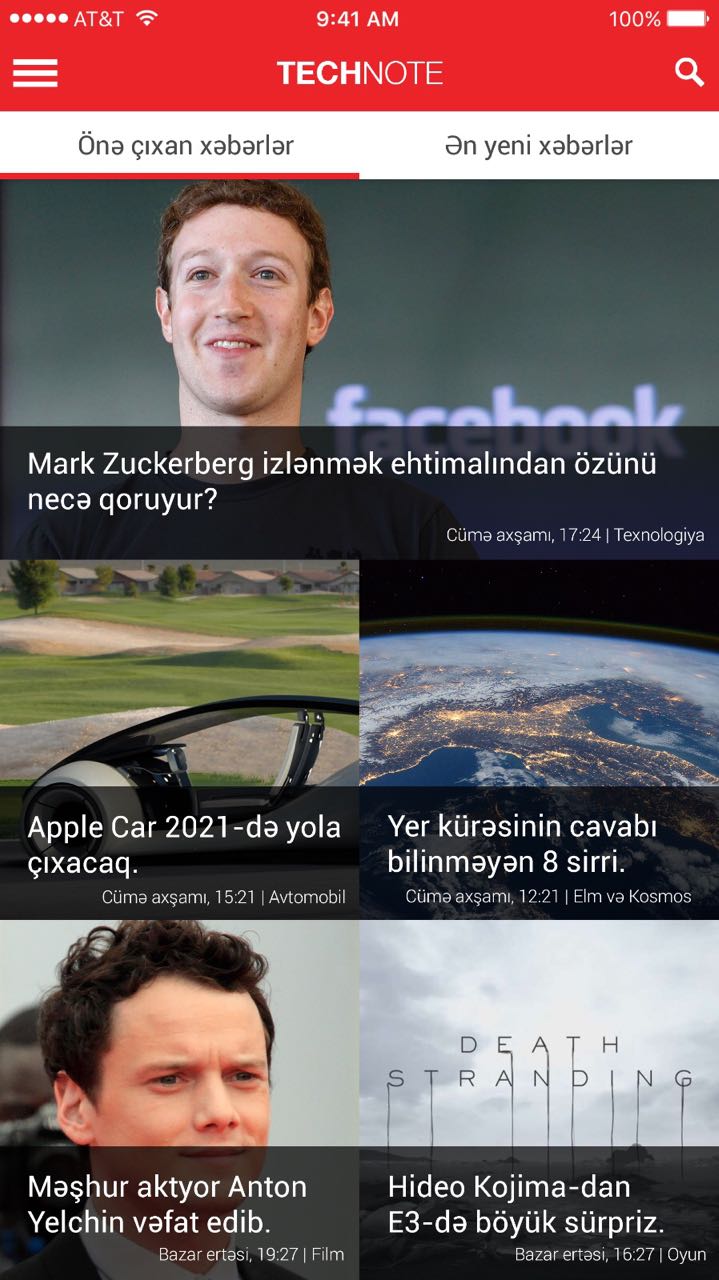 AT&T 9:41 AM 100%
TECHNOTE
Önə çıxan xəbərlər
Ən yeni xəbərlər
facebook
Mark Zuckerberg izlənmək ehtimalından özünü
necə qoruyur?
Cümə axşamı, 17:24 | Texnologiya
Apple Car 2021-də yola
çıxacaq.
Cümə axşamı, 15:21 | Avtomobil
Yer kürəsinin cavabı
bilinməyən 8 sirri.
Cümə axşamı, 12:21 | Elm və Kosmos
Məşhur aktyor Anton
Yelchin vəfat edib.
Bazar ertəsi, 19:27 | Film
DEATH
STRANDING
Hideo Kojima-dan
E3-də böyük sürpriz.
Bazar ertəsi, 16:27 | Oyun